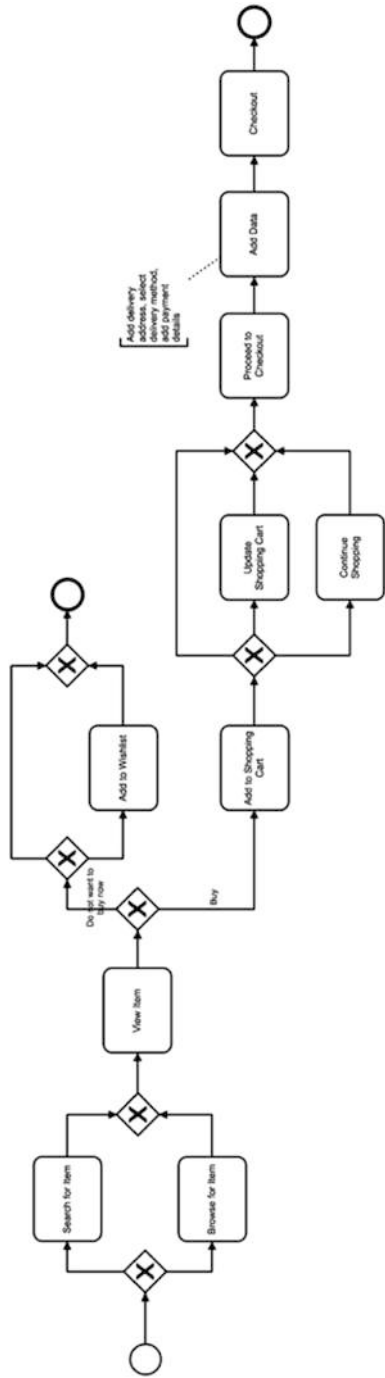 Search for Item
Browse for Item
View Item
Do not want to
buy now
Buy
Add to Wishlist
Add to Shopping
Cart
Update
Shopping Cart
Continue
Shopping
Proceed to
Checkout
Add delivery
address, select
delivery method,
add payment
details
Add Data
Checkout